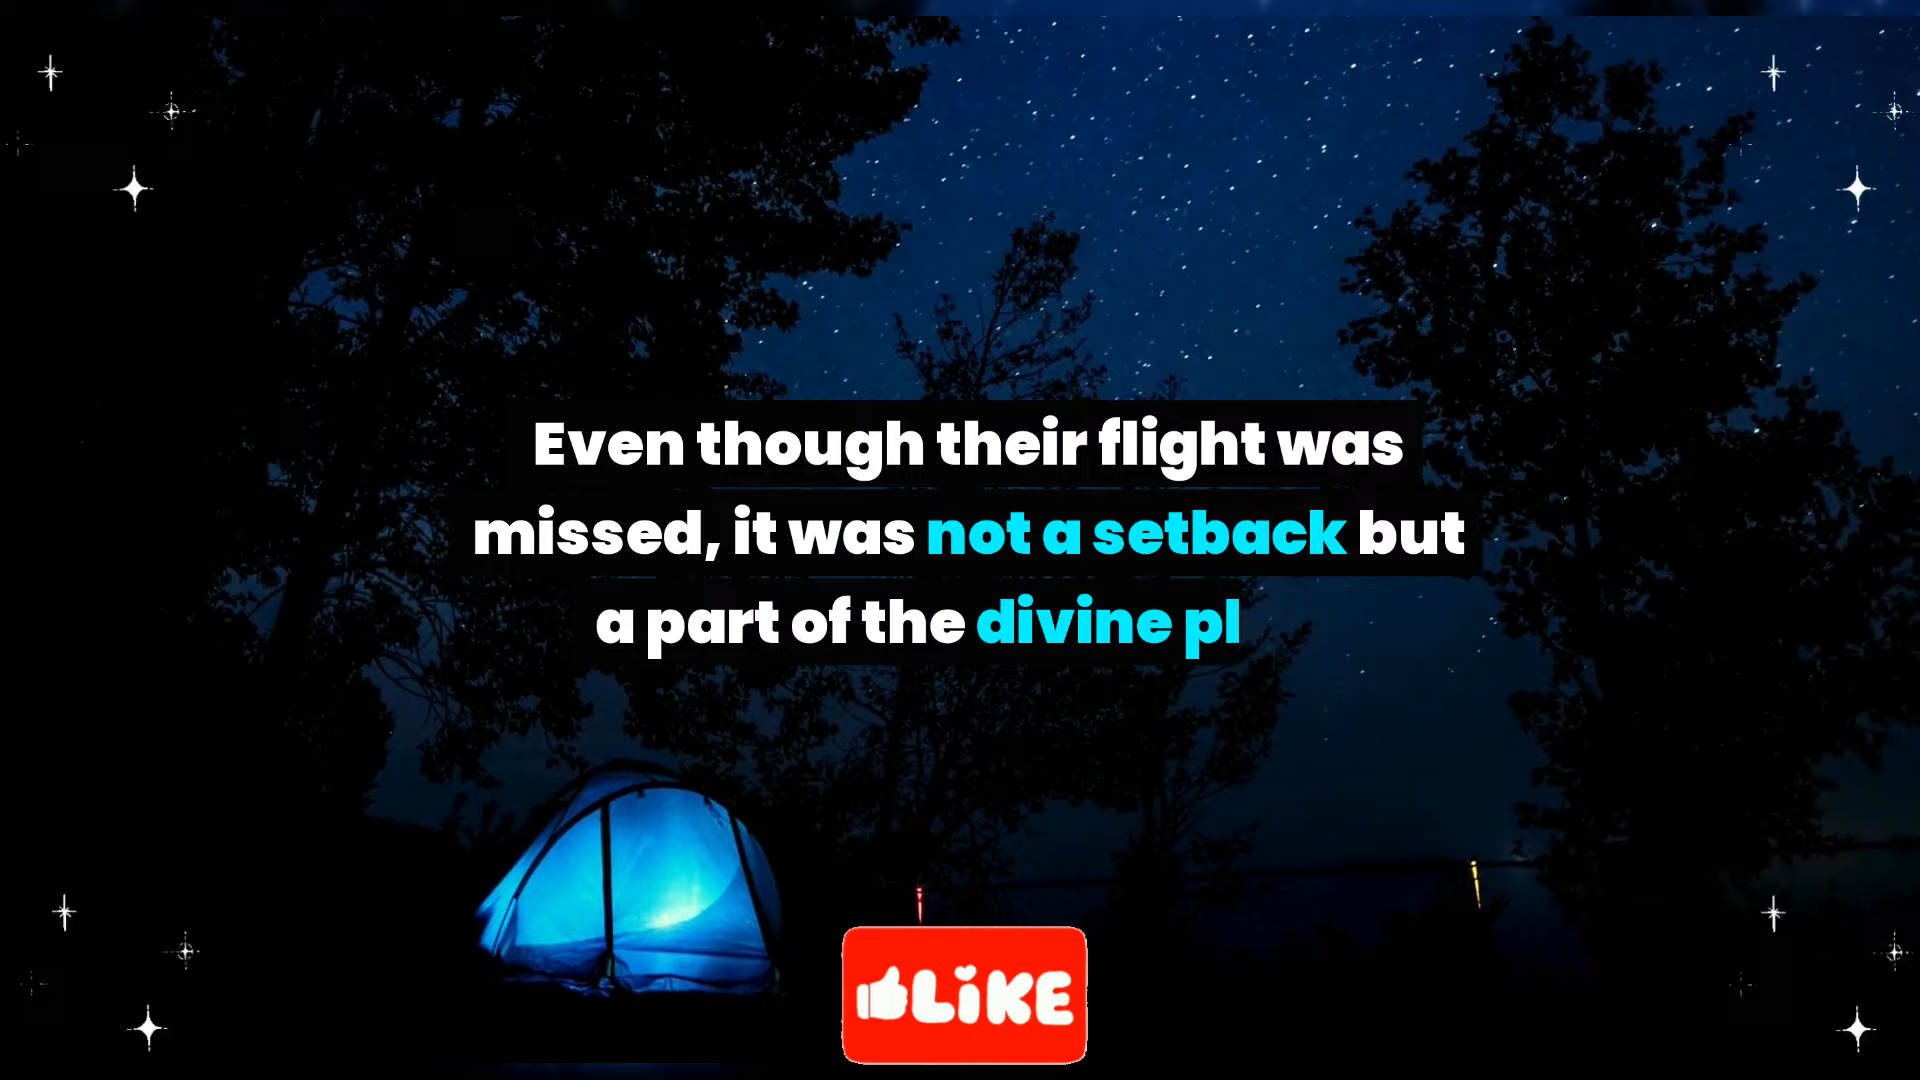 Even though their flight was
missed, it was not a setback but
a part of the divine pl
LiKE